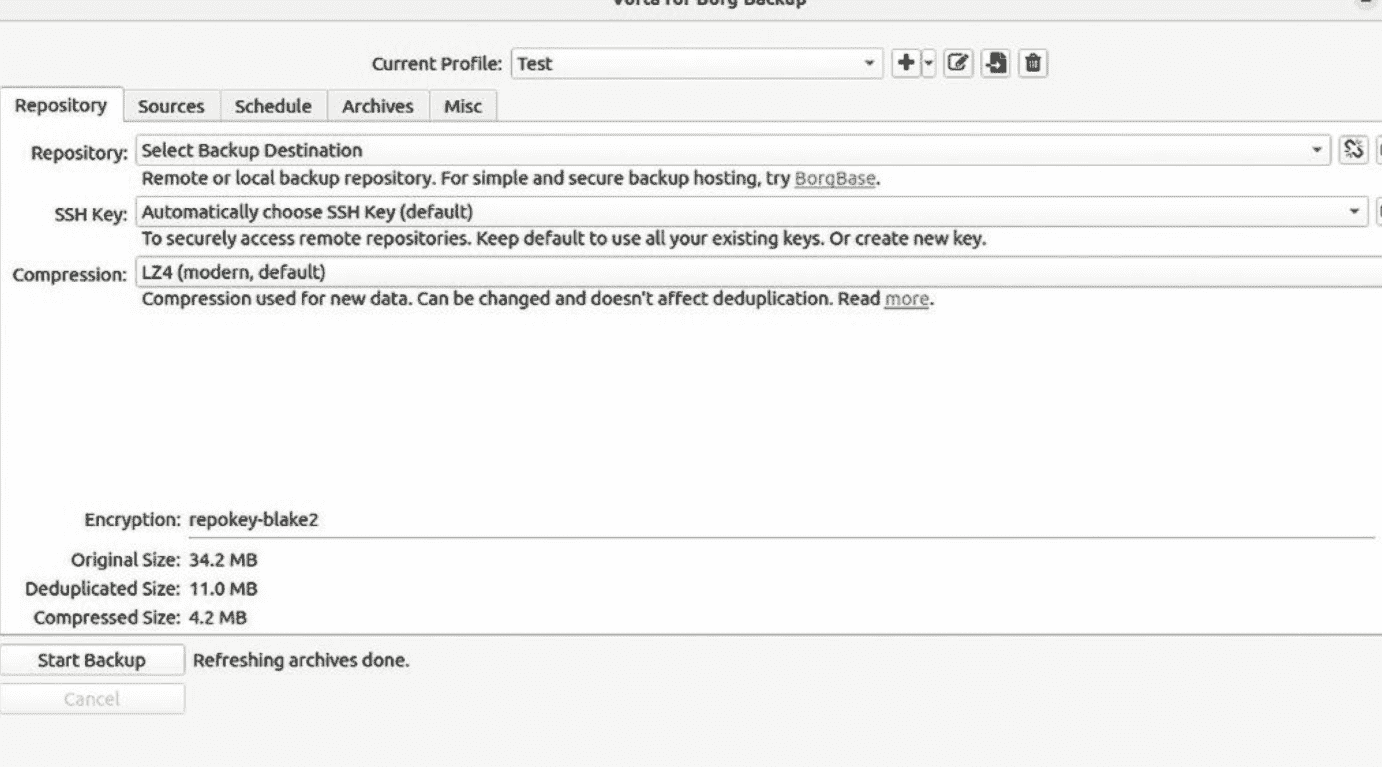 Vorta for Borg Backup
Current Profile: Test
Repository Sources Schedule Archives Misc
Repository: Select Backup Destination
Remote or local backup repository. For simple and secure backup hosting, try BorgBase.
SSH Key: Automatically choose SSH Key (default)
To securely access remote repositories. Keep default to use all your existing keys. Or create new key.
Compression: LZ4 (modern, default)
Compression used for new data. Can be changed and doesn't affect deduplication. Read more.
Encryption: repokey-blake2
Original Size: 34.2 MB
Deduplicated Size: 11.0 MB
Compressed Size: 4.2 MB
Start Backup Refreshing archives done.
Cancel